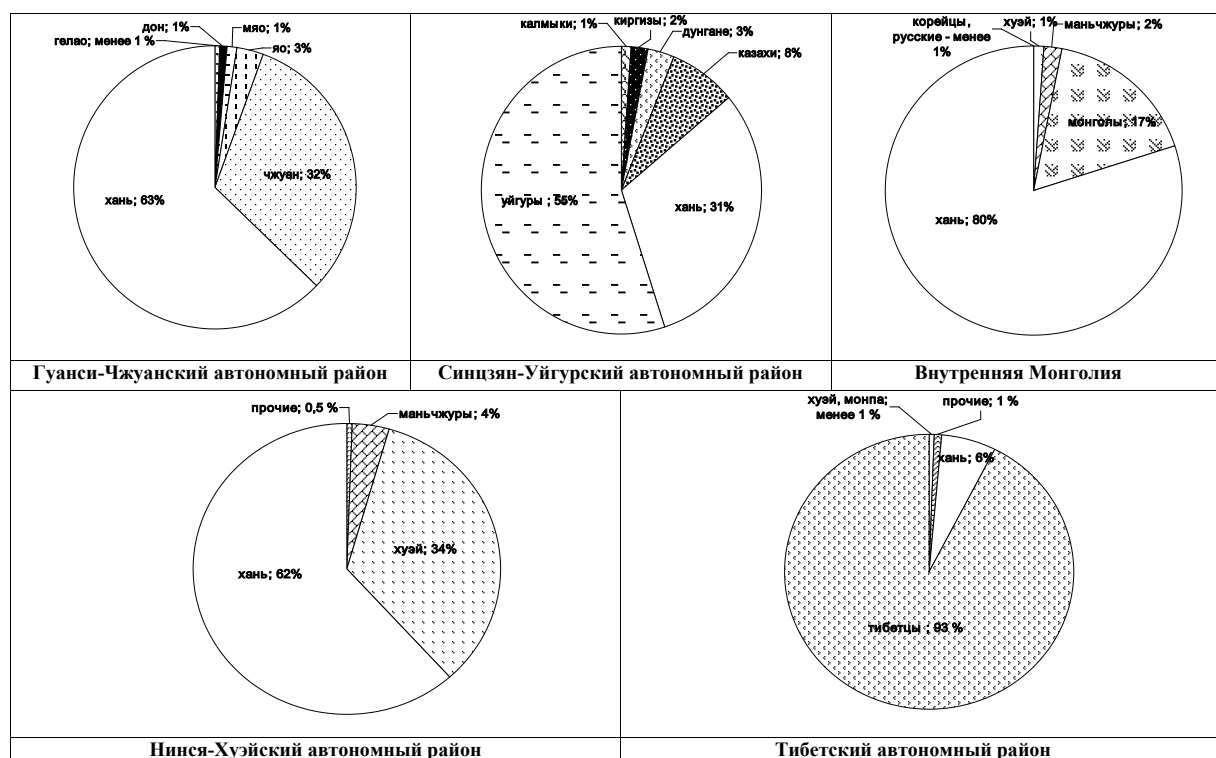 дон; 1%
мяо; 1%
гелао; менее 1 %
яо; 3%
чжуан; 32%
хань; 63%
калмыки; 1%
киргизы; 2%
дунгане; 3%
казахи; 8%
уйгуры ; 55%
хань; 31%
корейцы,
русские - менее
1%
хуэй; 1%
маньчжуры; 2%
монголы; 17%
хань; 80%
Гуанси-Чжуанский автономный район
Синцзян-Уйгурский автономный район
Внутренняя Монголия
прочие; 0,5 %
маньчжуры; 4%
хуэй; 34%
хань; 62%
хуэй, монпа;
менее 1 %
прочие; 1 %
хань; 6%
тибетцы ; 93 %
Нинся-Хуэйский автономный район
Тибетский автономный район